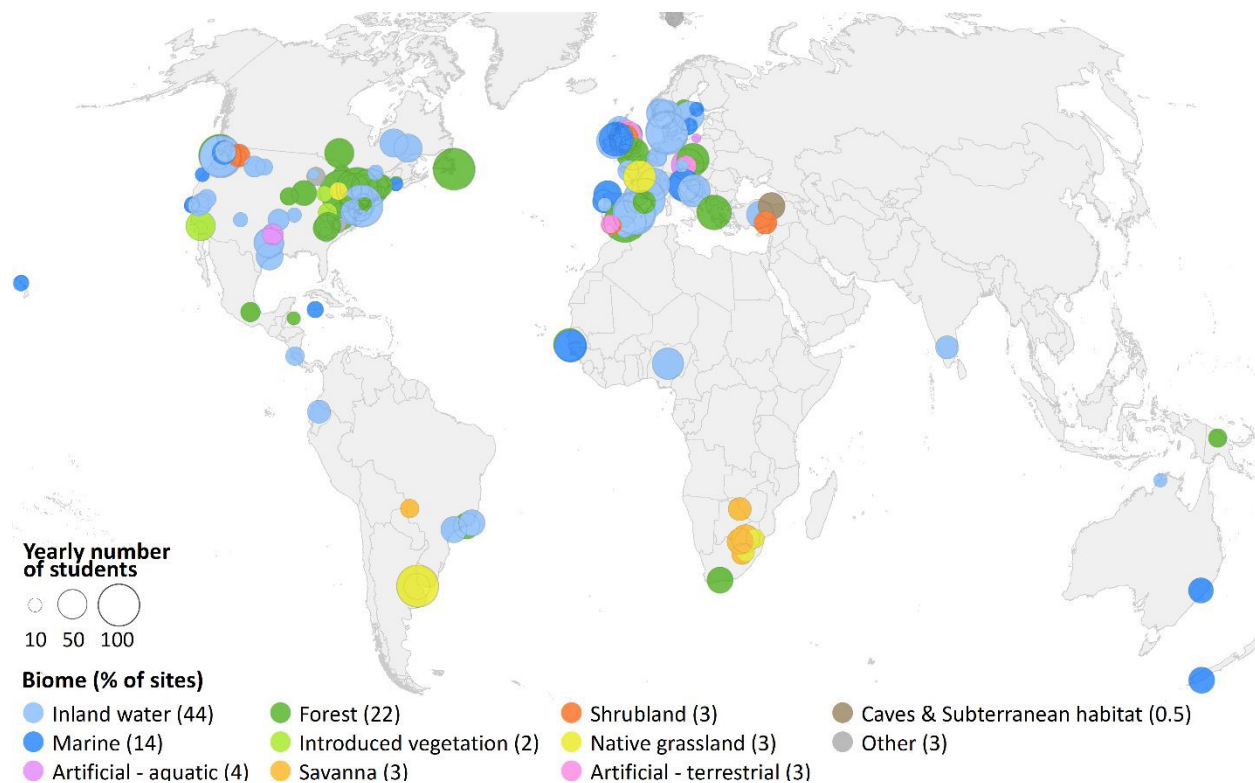 Yearly number
of students
10 50 100
Biome (% of sites)
Inland water (44)
Marine (14)
Artificial - aquatic (4)
Forest (22)
Introduced vegetation (2)
Savanna (3)
Shrubland (3)
Native grassland (3)
Artificial - terrestrial (3)
Caves & Subterranean habitat (0.5)
Other (3)